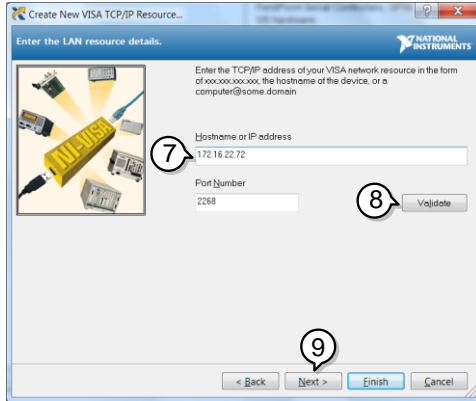 Create New VISA TCP/IP Resource...
Enter the LAN resource details.
NATIONAL
INSTRUMENTS
Enter the TCP/IP address of your VISA network resource in the form
of xxx.xxx.xxx.xxx, the hostname of the device, or a
computer@some.domain
NI-VISA
Hostname or IP address
7
172.16.22.72
Port Number
2268
8
Validate
9
< Back
Next >
Finish
Cancel